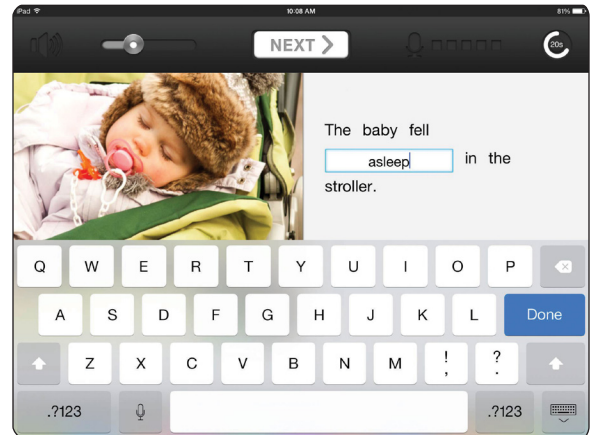 iPad 10:08 AM 81%
NEXT 20s
The baby fell
asleep in the
stroller.
Q W E R T Y U I O P
A S D F G H J K L Done
Z X C V B N M ! , ? .
.?123 .?123